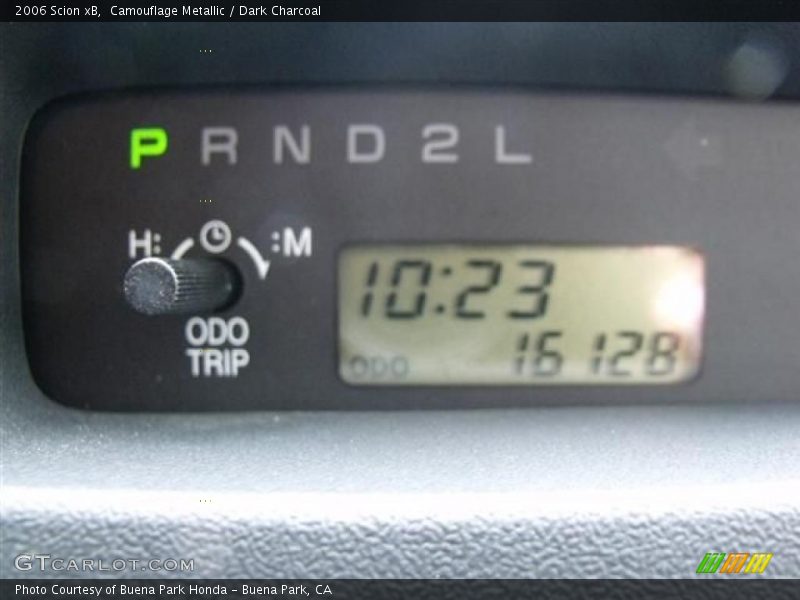 2006 Scion xB,  Camouflage Metallic / Dark Charcoal
P R N D 2 L
H: :M
ODO
TRIP
10:23
ODO 16128
GTCARLOT.COM
Photo Courtesy of Buena Park Honda - Buena Park, CA